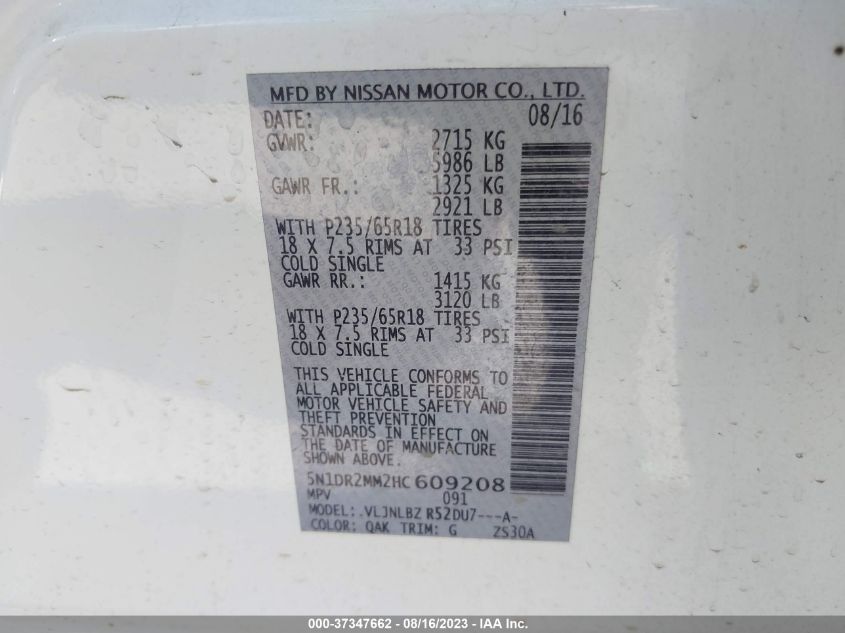 MFD BY NISSAN MOTOR CO., LTD.
DATE: 08/16
GVWR: 2715 KG
5986 LB
GAWR FR.: 1325 KG
2921 LB
WITH P235/65R18 TIRES
18 X 7.5 RIMS AT 33 PSI
COLD SINGLE
GAWR RR.: 1415 KG
3120 LB
WITH P235/65R18 TIRES
18 X 7.5 RIMS AT 33 PSI
COLD SINGLE
THIS VEHICLE CONFORMS TO
ALL APPLICABLE FEDERAL
MOTOR VEHICLE SAFETY AND
THEFT PREVENTION
STANDARDS IN EFFECT ON
THE DATE OF MANUFACTURE
SHOWN ABOVE.
5N1DR2MM2HC609208
MPV 091
MODEL: .VLJNLBZ R52DU7---A-
COLOR: QAK TRIM: G ZS30A
000-37347662 - 08/16/2023 - IAA Inc.